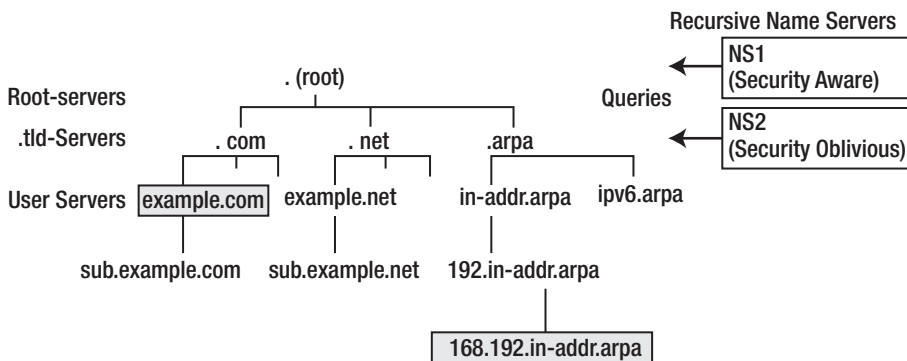 Recursive Name Servers
NS1
(Security Aware)
. (root)
Root-servers
Queries
NS2
(Security Oblivious)
.tld-Servers
. com
. net
.arpa
User Servers
example.com
example.net
in-addr.arpa
ipv6.arpa
sub.example.com
sub.example.net
192.in-addr.arpa
168.192.in-addr.arpa